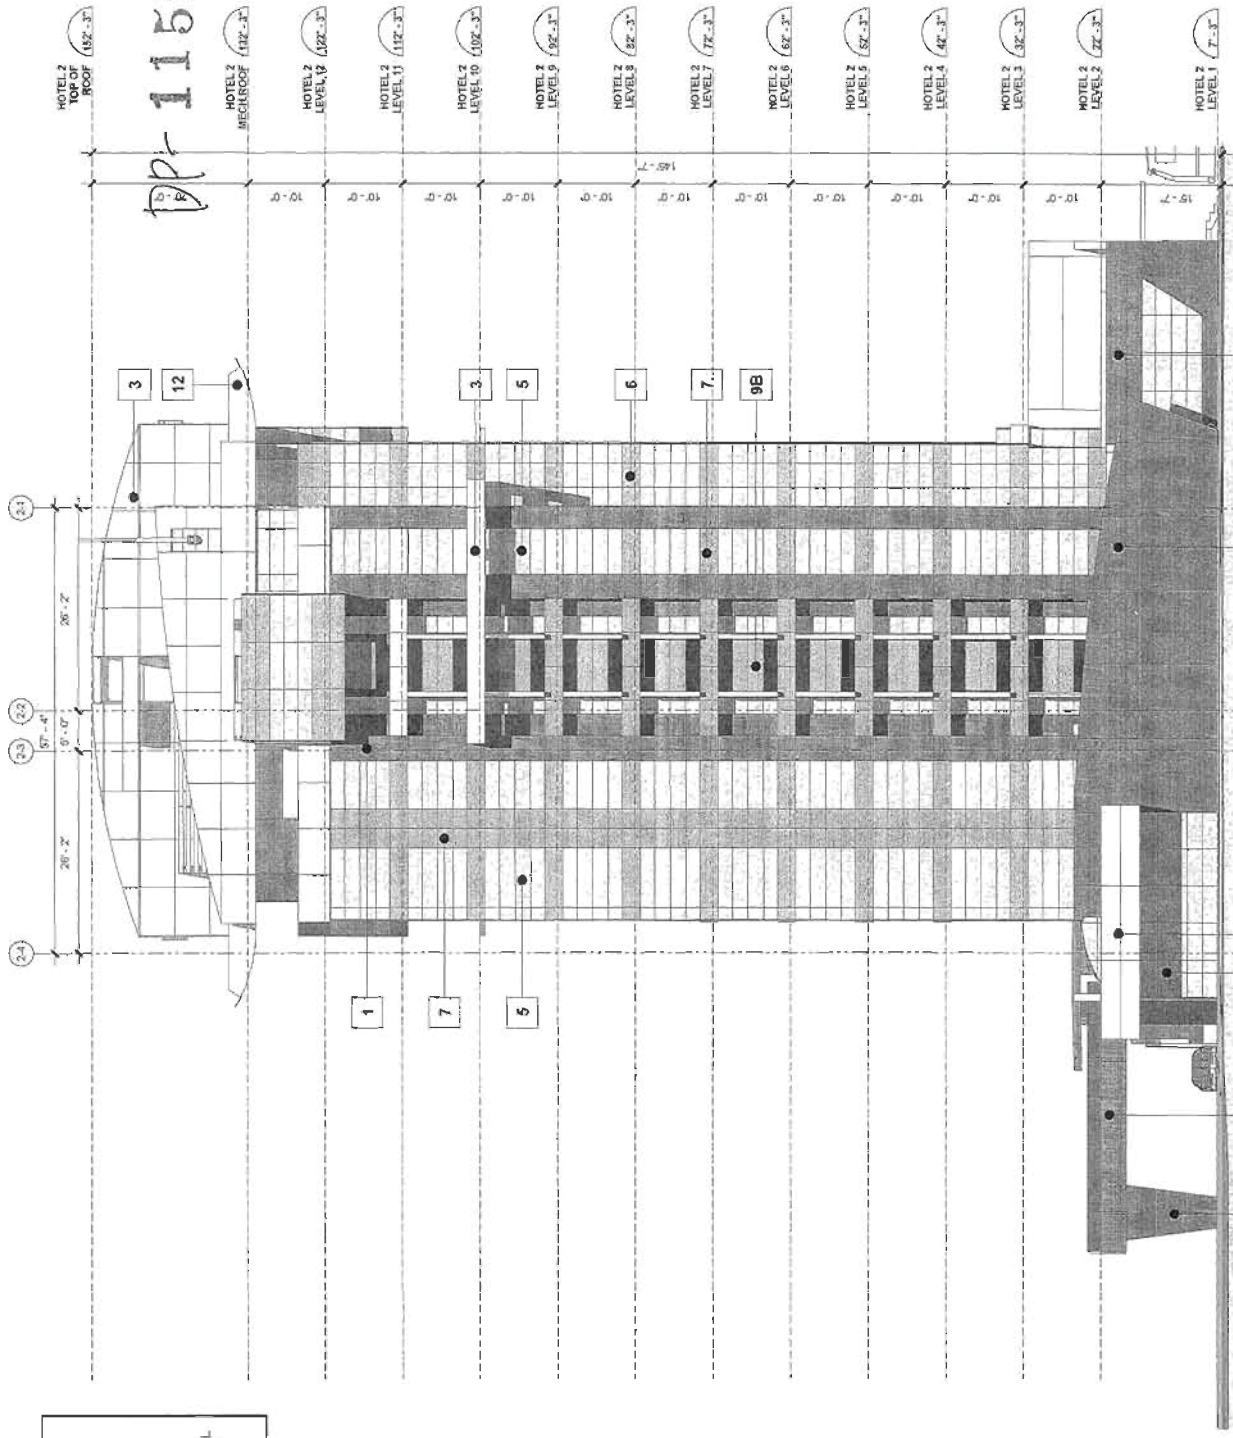 HOTEL 2
TOP OF
ROOF
152' - 3"
DP- 115
HOTEL 2
MECH.ROOF
132' - 3"
HOTEL 2
LEVEL 12
122' - 3"
HOTEL 2
LEVEL 11
112' - 3"
HOTEL 2
LEVEL 10
102' - 3"
HOTEL 2
LEVEL 9
92' - 3"
HOTEL 2
LEVEL 8
82' - 3"
HOTEL 2
LEVEL 7
72' - 3"
HOTEL 2
LEVEL 6
62' - 3"
HOTEL 2
LEVEL 5
52' - 3"
HOTEL 2
LEVEL 4
42' - 3"
HOTEL 2
LEVEL 3
32' - 3"
HOTEL 2
LEVEL 2
22' - 3"
HOTEL 2
LEVEL 1
7' - 3"
145' - 7"
10' - 0"
10' - 0"
10' - 0"
10' - 0"
10' - 0"
10' - 0"
10' - 0"
10' - 0"
10' - 0"
10' - 0"
10' - 0"
15' - 7"
3
12
3
5
6
7
9B
2-1
2-2
2-3
2-4
26' - 2"
5' - 0"
57' - 4"
26' - 2"
1
7
5